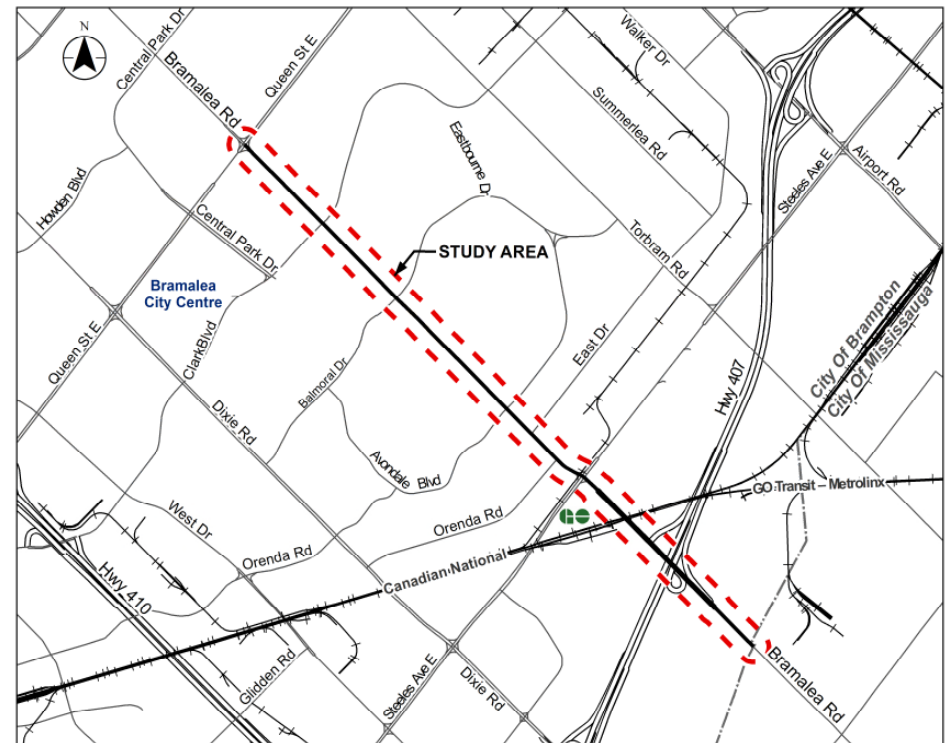 N
Central Park Dr
Bramalea Rd
Queen St E
Walker Dr
Summerlea Rd
Eastbourne Dr
Airport Rd
Steeles Ave E
Howden Blvd
Central Park Dr
Torbram Rd
STUDY AREA
Bramalea
City Centre
City Of Brampton
City Of Mississauga
Queen St E
ClarkBlvd
East Dr
Hwy 407
Balmoral Dr
Dixie Rd
Avondale Blvd
GO Transit – Metrolinx
GO
West Dr
Orenda Rd
Orenda Rd
Canadian National
Hwy 410
Glidden Rd
Steeles Ave E
Dixie Rd
Bramalea Rd